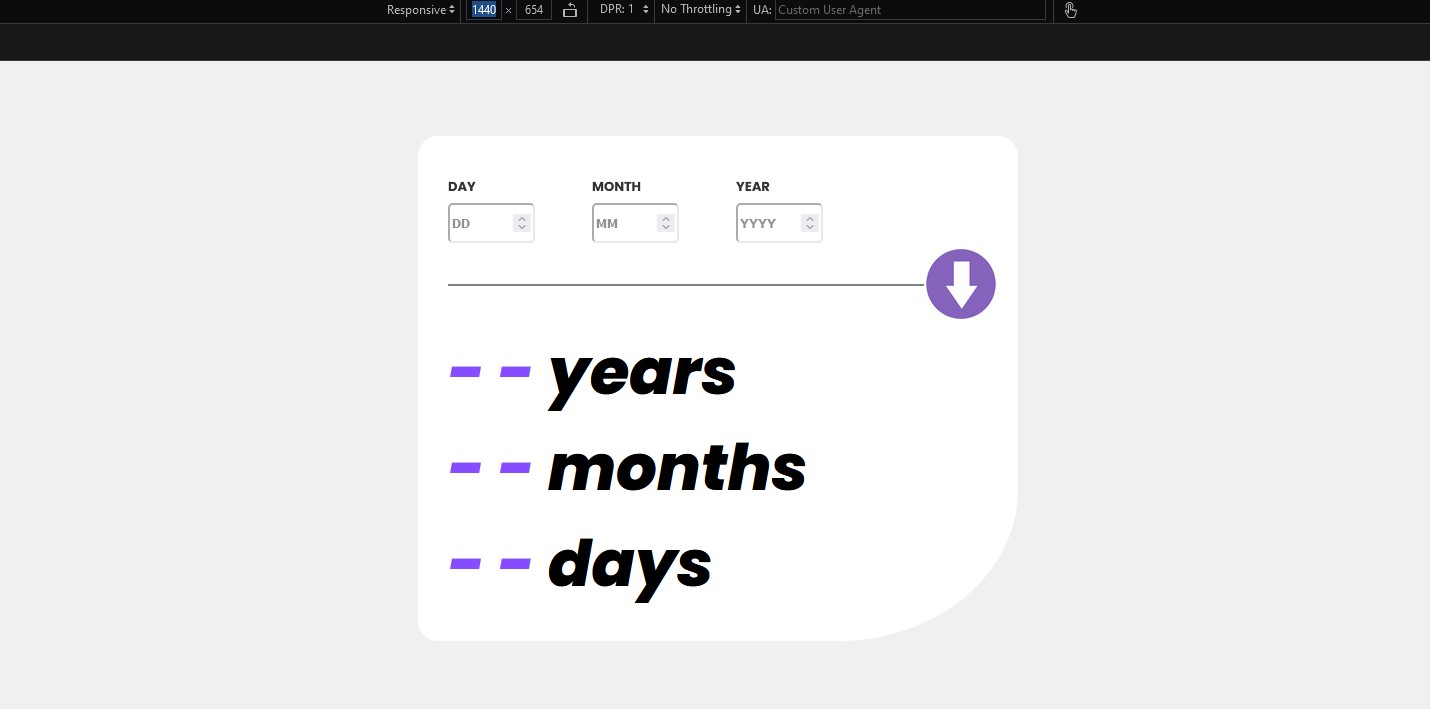 Responsive 1440 × 654 DPR: 1 No Throttling UA: Custom User Agent
DAY MONTH YEAR
DD MM YYYY
- - years
- - months
- - days